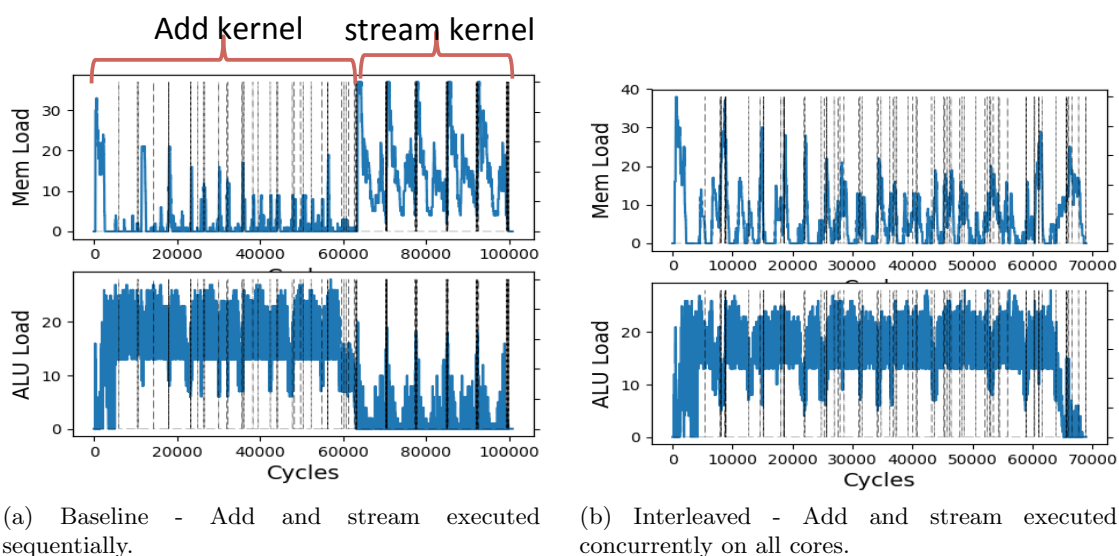 Add kernel stream kernel
Mem Load
30
20
10
0
0 20000 40000 60000 80000 100000
Cycles
ALU Load
20
10
0
0 20000 40000 60000 80000 100000
Cycles
(a) Baseline - Add and stream executed
sequentially.
Mem Load
40
30
20
10
0
0 10000 20000 30000 40000 50000 60000 70000
Cycles
ALU Load
20
10
0
0 10000 20000 30000 40000 50000 60000 70000
Cycles
(b) Interleaved - Add and stream executed
concurrently on all cores.